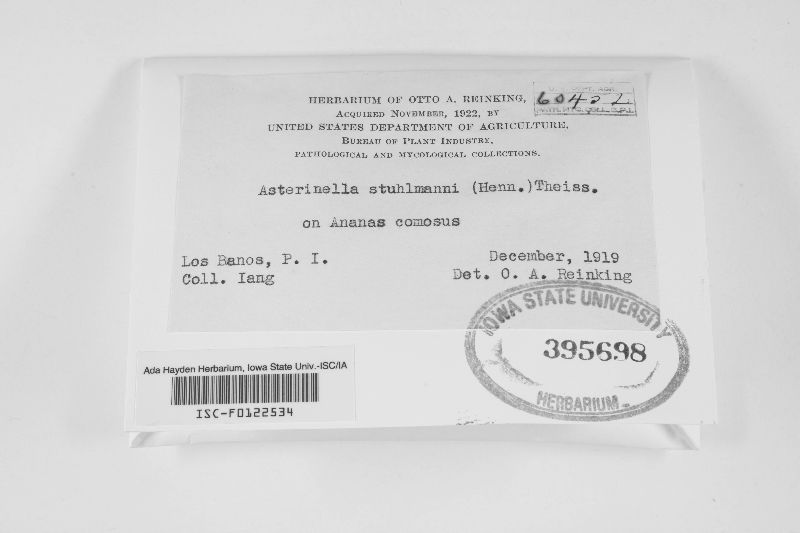 HERBARIUM OF OTTO A. REINKING,
ACQUIRED NOVEMBER, 1922, BY
UNITED STATES DEPARTMENT OF AGRICULTURE,
BUREAU OF PLANT INDUSTRY,
PATHOLOGICAL AND MYCOLOGICAL COLLECTIONS.
Asterinella stuhlmanni (Henn.)Theiss.
on Ananas comosus
Los Banos, P. I.
December, 1919
Coll. Iang
Det. O. A. Reinking
IOWA STATE UNIVERSITY
395698
HERBARIUM
Ada Hayden Herbarium, Iowa State Univ.-ISC/IA
ISC-F0122534